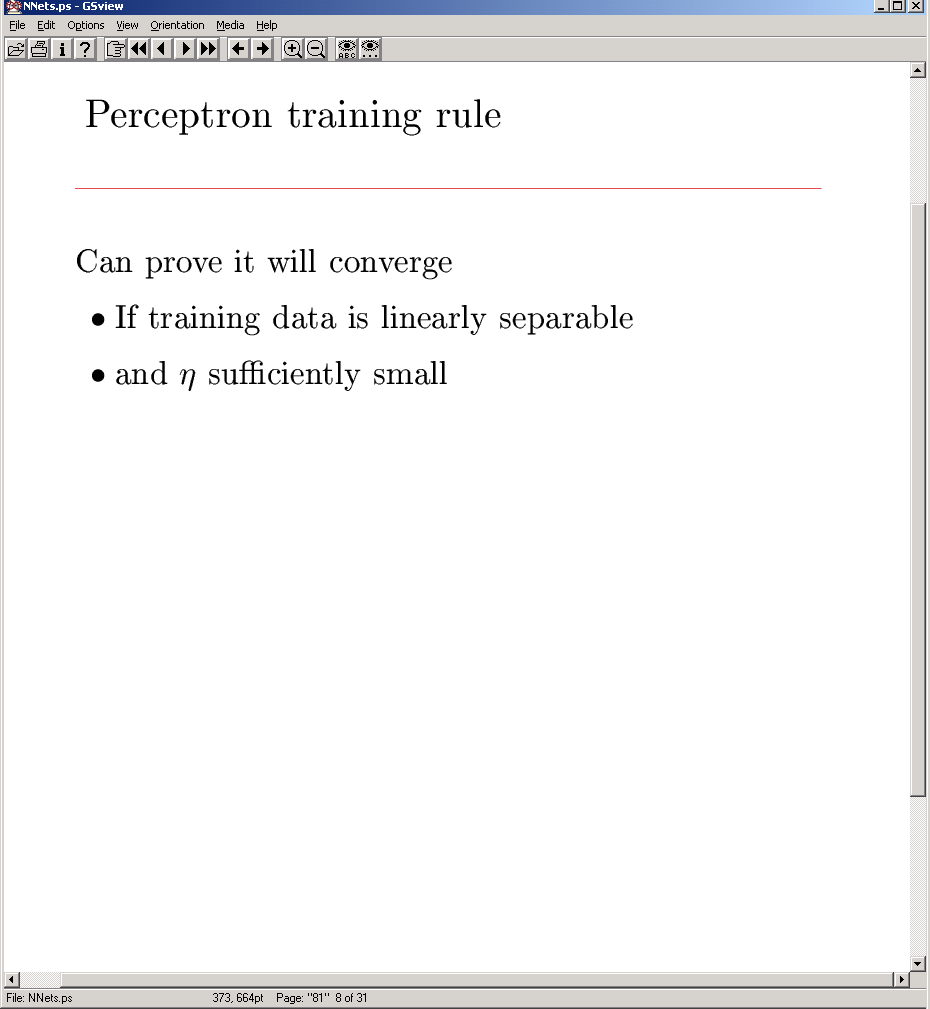 NNets.ps - GSview
File Edit Options View Orientation Media Help
ABC
Perceptron training rule
Can prove it will converge
• If training data is linearly separable
• and η sufficiently small
File: NNets.ps 373, 664pt Page: "81" 8 of 31